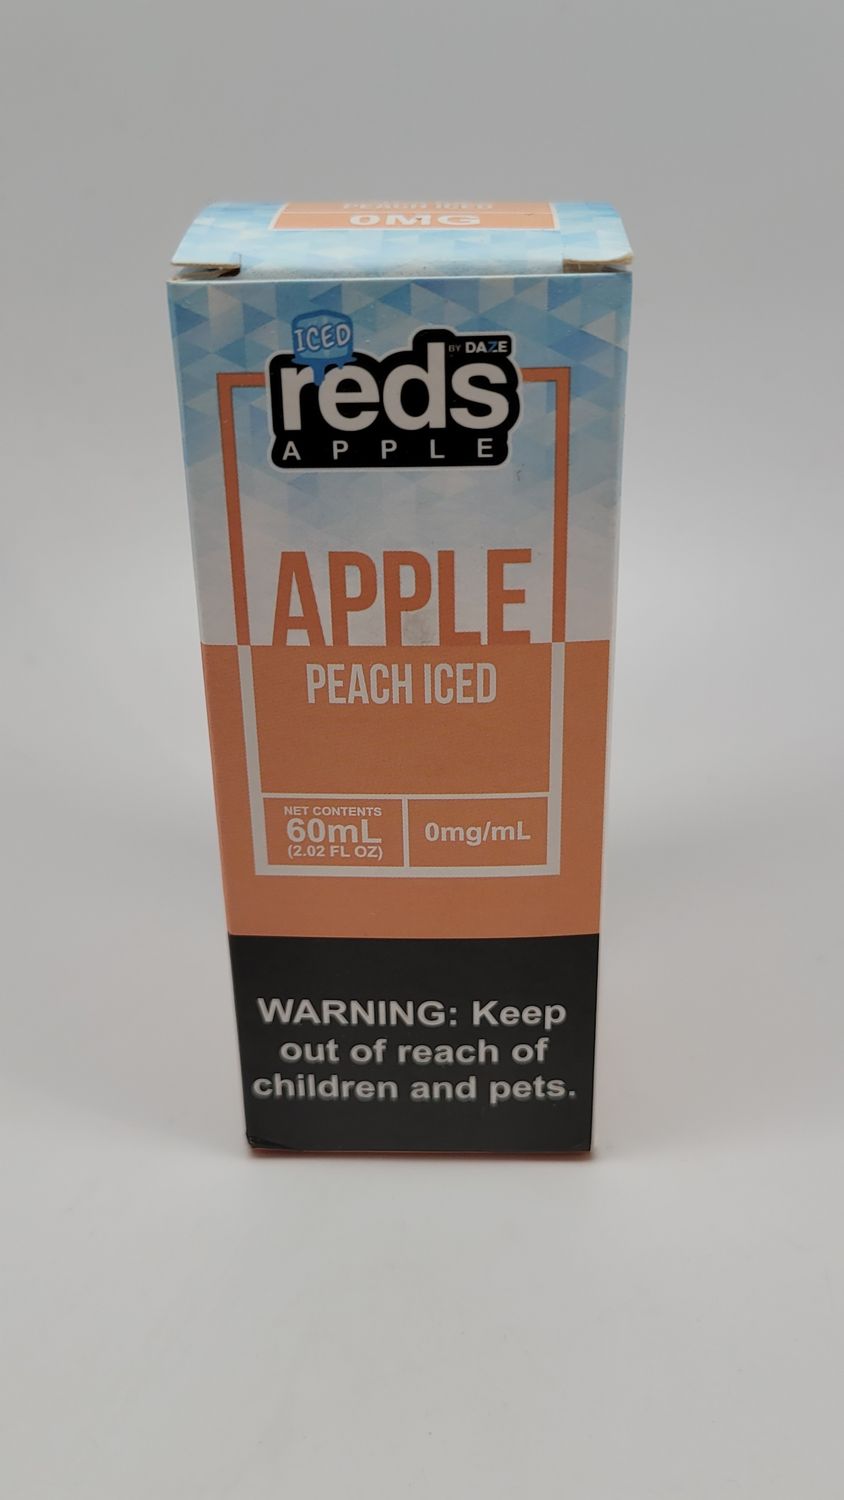 PEACH ICED
0MG
ICED
BY DAZE
reds
APPLE
APPLE
PEACH ICED
NET CONTENTS
60mL
(2.02 FL OZ)
0mg/mL
WARNING: Keep
out of reach of
children and pets.